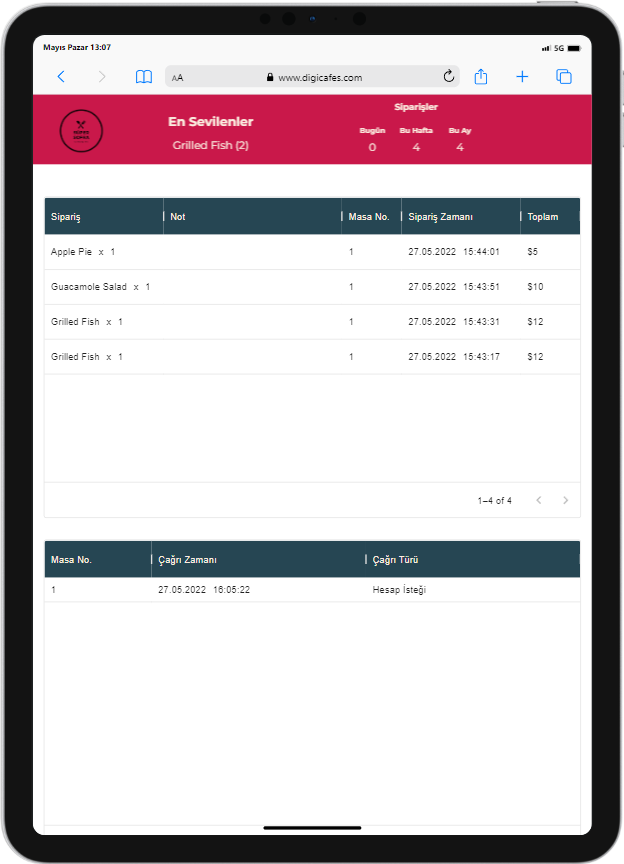 Mayıs Pazar 13:07
5G
AA
www.digicafes.com
En Sevilenler
Grilled Fish (2)
Siparişler
Bugün Bu Hafta Bu Ay
0 4 4
Sipariş Not Masa No. Sipariş Zamanı Toplam
Apple Pie x 1 1 27.05.2022 15:44:01 $5
Guacamole Salad x 1 1 27.05.2022 15:43:51 $10
Grilled Fish x 1 1 27.05.2022 15:43:31 $12
Grilled Fish x 1 1 27.05.2022 15:43:17 $12
1–4 of 4
Masa No. Çağrı Zamanı Çağrı Türü
1 27.05.2022 16:05:22 Hesap İsteği